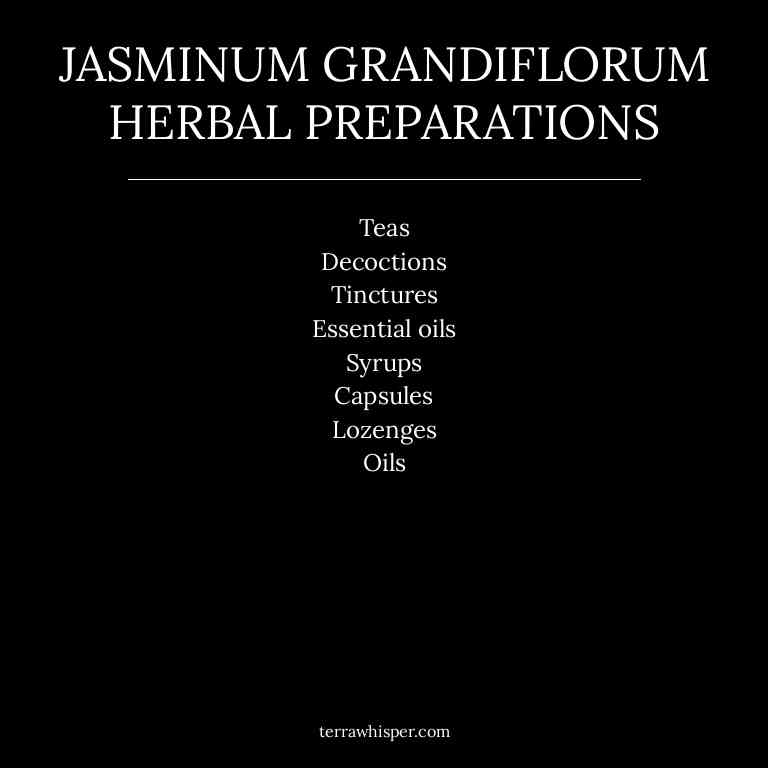 JASMINUM GRANDIFLORUM
HERBAL PREPARATIONS
Teas
Decoctions
Tinctures
Essential oils
Syrups
Capsules
Lozenges
Oils
terrawhisper.com